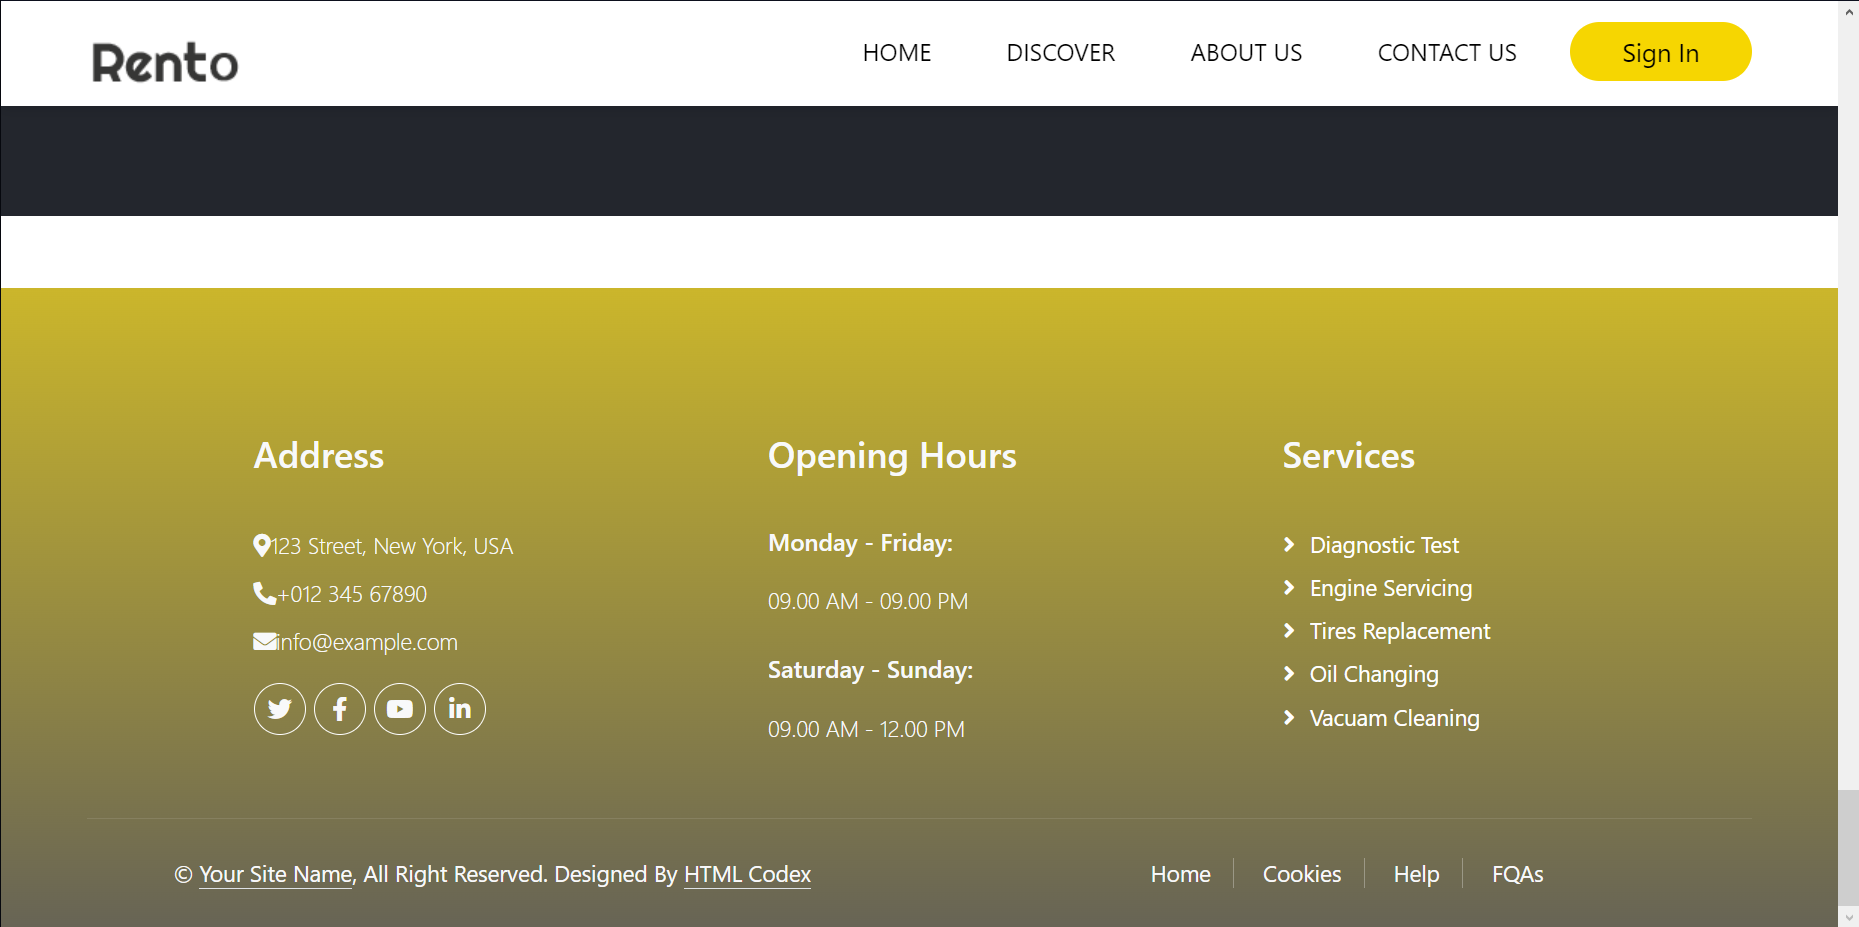 Rento
HOME DISCOVER ABOUT US CONTACT US Sign In
Address
123 Street, New York, USA
+012 345 67890
info@example.com
Opening Hours
Monday - Friday:
09.00 AM - 09.00 PM
Saturday - Sunday:
09.00 AM - 12.00 PM
Services
Diagnostic Test
Engine Servicing
Tires Replacement
Oil Changing
Vacuam Cleaning
© Your Site Name, All Right Reserved. Designed By HTML Codex
Home Cookies Help FQAs